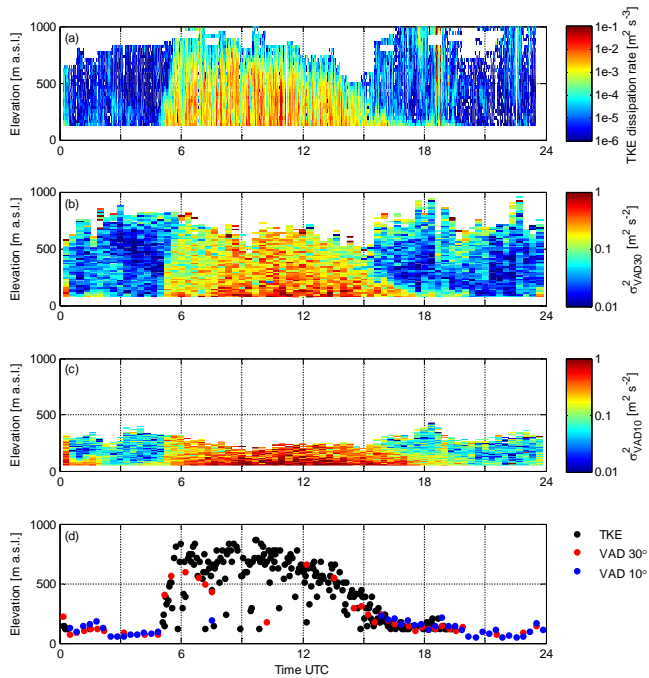 (a)
1000
500
0
Elevation [m a.s.l.]
0 6 12 18 24
1e-1
1e-2
1e-3
1e-4
1e-5
1e-6
TKE dissipation rate [m² s⁻³]
(b)
1000
500
0
Elevation [m a.s.l.]
0 6 12 18 24
1
0.1
0.01
σ²VAD30 [m² s⁻²]
(c)
1000
500
0
Elevation [m a.s.l.]
0 6 12 18 24
1
0.1
0.01
σ²VAD10 [m² s⁻²]
(d)
1000
500
0
Elevation [m a.s.l.]
0 6 12 18 24
Time UTC
TKE
VAD 30°
VAD 10°